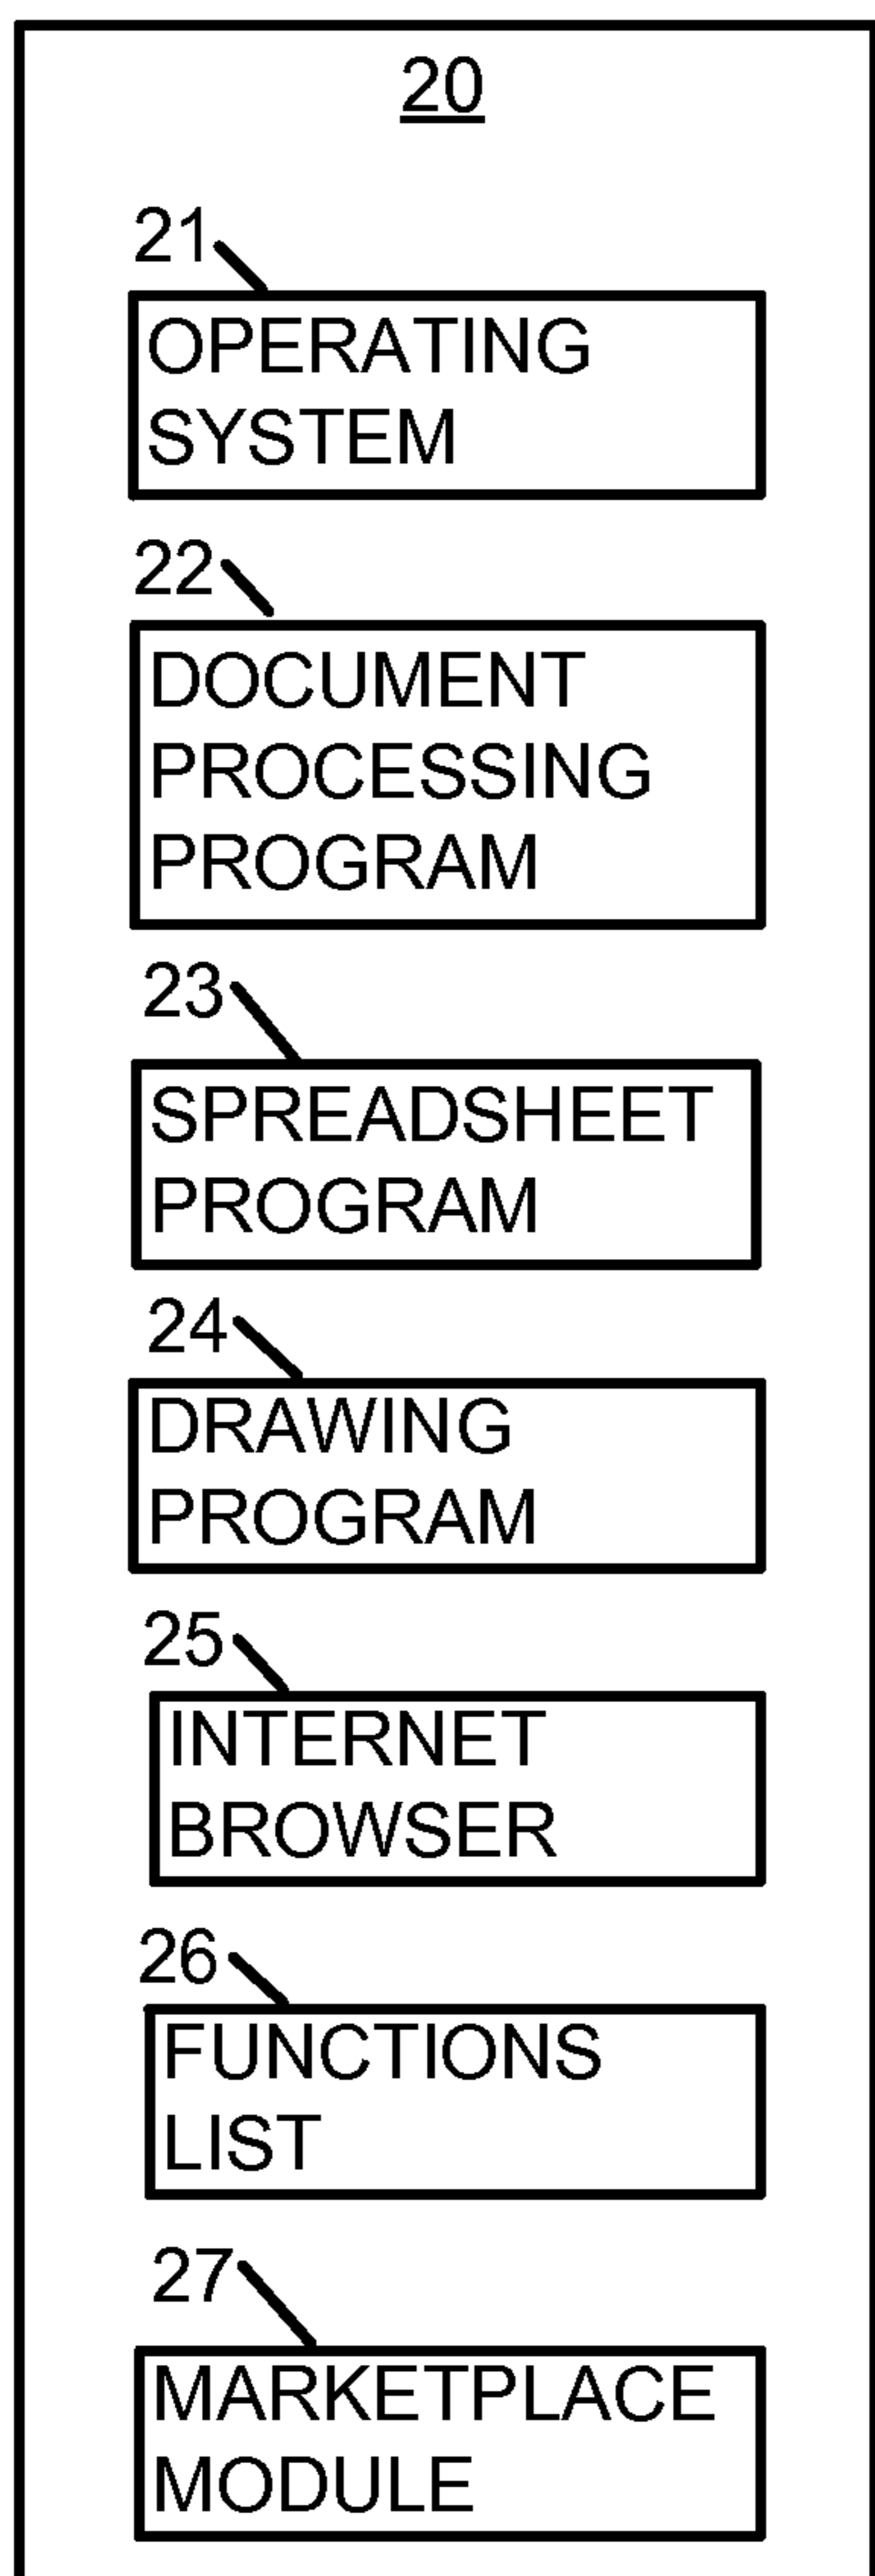 20
21
OPERATING
SYSTEM
22
DOCUMENT
PROCESSING
PROGRAM
23
SPREADSHEET
PROGRAM
24
DRAWING
PROGRAM
25
INTERNET
BROWSER
26
FUNCTIONS
LIST
27
MARKETPLACE
MODULE